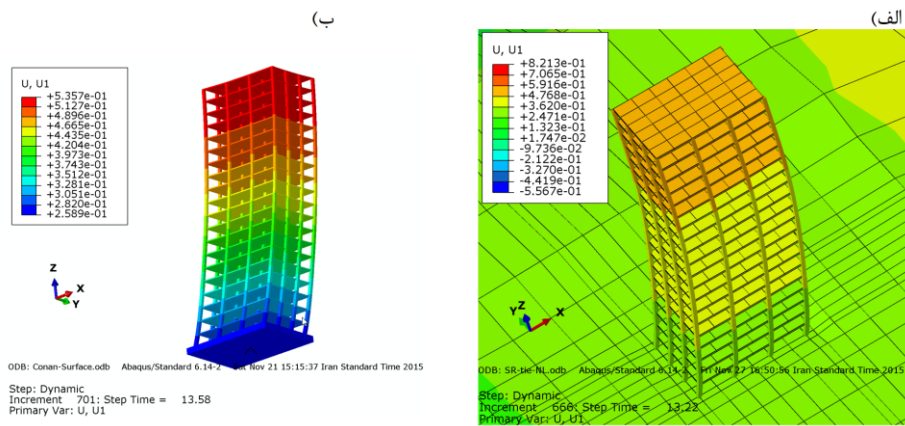 ب)
U, U1
+5.357e-01
+5.127e-01
+4.896e-01
+4.665e-01
+4.435e-01
+4.204e-01
+3.973e-01
+3.743e-01
+3.512e-01
+3.281e-01
+3.051e-01
+2.820e-01
+2.589e-01
Z
X
Y
ODB: Conan-Surface.odb Abaqus/Standard 6.14-2 Nov 21 15:15:37 Iran Standard Time 2015
Step: Dynamic
Increment 701: Step Time = 13.58
Primary Var: U, U1
الف)
U, U1
+8.213e-01
+7.065e-01
+5.916e-01
+4.768e-01
+3.620e-01
+2.471e-01
+1.323e-01
+1.747e-02
-9.736e-02
-2.122e-01
-3.270e-01
-4.419e-01
-5.567e-01
Y
Z
X
ODB: SR-tie-NL.odb Abaqus/Standard 6.14-2 Fri Nov 27 16:50:56 Iran Standard Time 2015
Step: Dynamic
Increment 666: Step Time = 13.22
Primary Var: U, U1